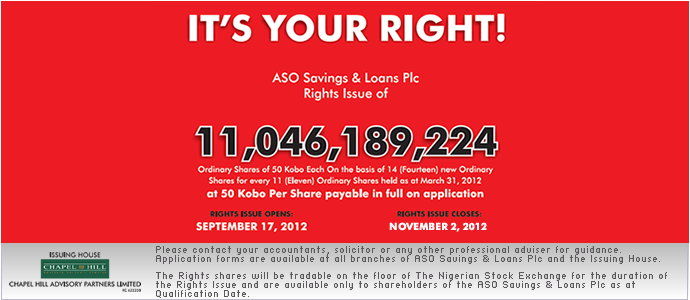 IT'S YOUR RIGHT!
ASO Savings & Loans Plc
Rights Issue of
11,046,189,224
Ordinary Shares of 50 Kobo Each On the basis of 14 (Fourteen) new Ordinary
Shares for every 11 (Eleven) Ordinary Shares held as at March 31, 2012
at 50 Kobo Per Share payable in full on application
RIGHTS ISSUE OPENS:
SEPTEMBER 17, 2012
RIGHTS ISSUE CLOSES:
NOVEMBER 2, 2012
ISSUING HOUSE
CHAPEL HILL
CHAPEL HILL ADVISORY PARTNERS LIMITED
Please contact your accountants, solicitor or any other professional adviser for guidance.
Application forms are available at all branches of ASO Savings & Loans Plc and the Issuing House.
The Rights shares will be tradable on the floor of The Nigerian Stock Exchange for the duration of
the Rights Issue and are available only to shareholders of the ASO Savings & Loans Plc as at
Qualification Date.